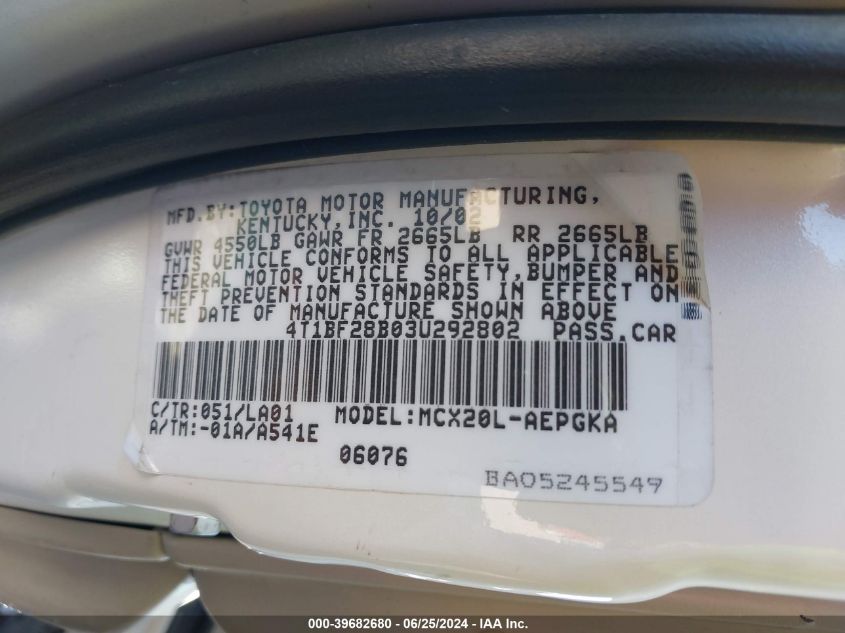 MFD.BY:TOYOTA MOTOR MANUFACTURING,
KENTUCKY,INC. 10/02
GVWR 4550LB GAWR FR 2665LB RR 2665LB
THIS VEHICLE CONFORMS TO ALL APPLICABLE
FEDERAL MOTOR VEHICLE SAFETY,BUMPER AND
THEFT PREVENTION STANDARDS IN EFFECT ON
THE DATE OF MANUFACTURE SHOWN ABOVE
4T1BF28B03U292802 PASS.CAR
C/TR:051/LA01 MODEL:MCX20L-AEPGKA
A/TM:-01A/A541E
06076
BAO5245549
000-39682680 - 06/25/2024 - IAA Inc.